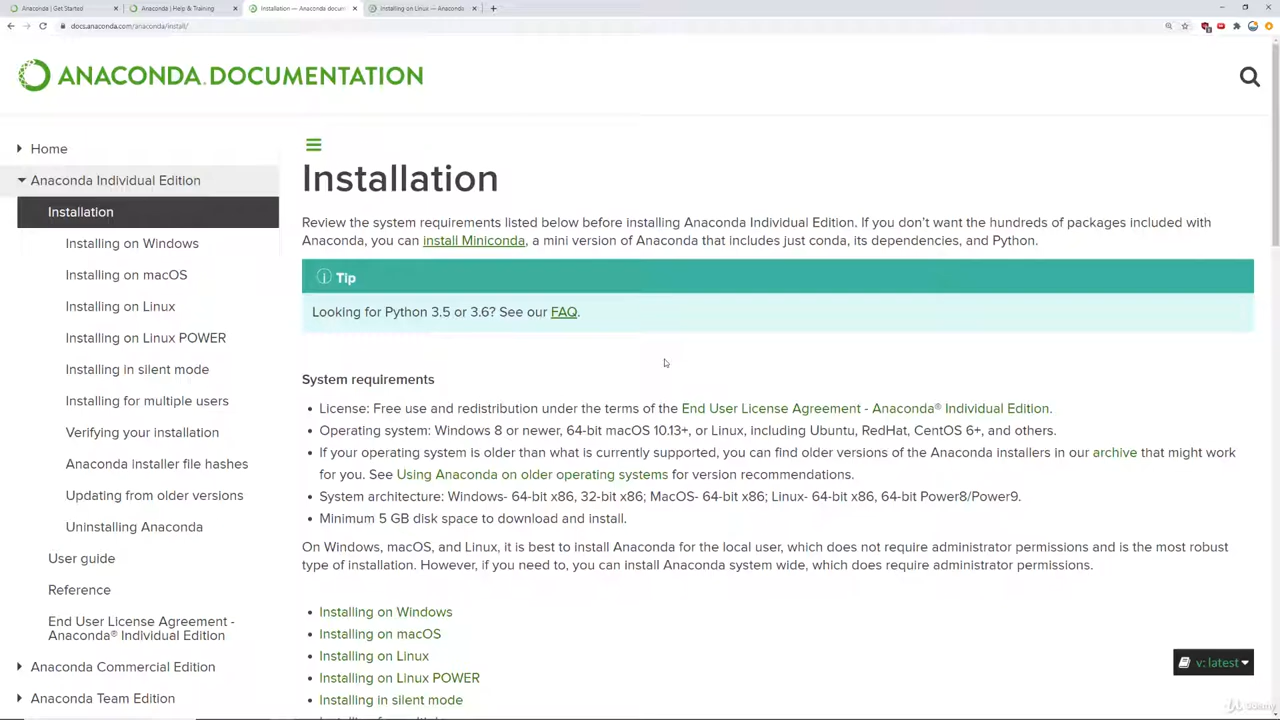 Anaconda | Get Started
Anaconda | Help & Training
Installation — Anaconda docum
Installing on Linux — Anaconda
docs.anaconda.com/anaconda/install/
ANACONDA.DOCUMENTATION
Home
Anaconda Individual Edition
Installation
Installing on Windows
Installing on macOS
Installing on Linux
Installing on Linux POWER
Installing in silent mode
Installing for multiple users
Verifying your installation
Anaconda installer file hashes
Updating from older versions
Uninstalling Anaconda
User guide
Reference
End User License Agreement -
Anaconda® Individual Edition
Anaconda Commercial Edition
Anaconda Team Edition
Installation
Review the system requirements listed below before installing Anaconda Individual Edition. If you don't want the hundreds of packages included with
Anaconda, you can install Miniconda, a mini version of Anaconda that includes just conda, its dependencies, and Python.
Tip
Looking for Python 3.5 or 3.6? See our FAQ.
System requirements
• License: Free use and redistribution under the terms of the End User License Agreement - Anaconda® Individual Edition.
• Operating system: Windows 8 or newer, 64-bit macOS 10.13+, or Linux, including Ubuntu, RedHat, CentOS 6+, and others.
• If your operating system is older than what is currently supported, you can find older versions of the Anaconda installers in our archive that might work
for you. See Using Anaconda on older operating systems for version recommendations.
• System architecture: Windows- 64-bit x86, 32-bit x86; MacOS- 64-bit x86; Linux- 64-bit x86, 64-bit Power8/Power9.
• Minimum 5 GB disk space to download and install.
On Windows, macOS, and Linux, it is best to install Anaconda for the local user, which does not require administrator permissions and is the most robust
type of installation. However, if you need to, you can install Anaconda system wide, which does require administrator permissions.
• Installing on Windows
• Installing on macOS
• Installing on Linux
• Installing on Linux POWER
• Installing in silent mode
v: latest
Udemy